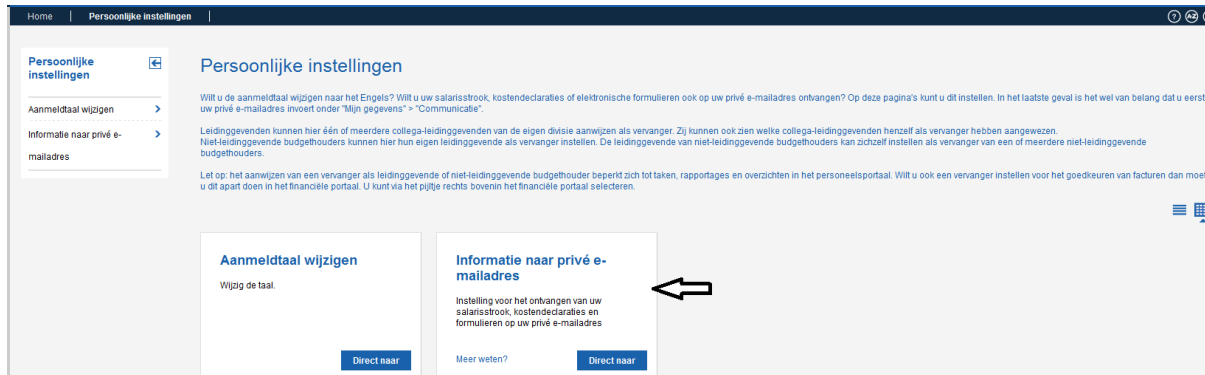 Home | Persoonlijke instellingen |
? AZ
Persoonlijke
instellingen
Aanmeldtaal wijzigen
Informatie naar privé e-
mailadres
Persoonlijke instellingen
Wilt u de aanmeldtaal wijzigen naar het Engels? Wilt u uw salarisstrook, kostendeclaraties of elektronische formulieren ook op uw privé e-mailadres ontvangen? Op deze pagina's kunt u dit instellen. In het laatste geval is het wel van belang dat u eerst
uw privé e-mailadres invoert onder "Mijn gegevens" > "Communicatie".
Leidinggevenden kunnen hier één of meerdere collega-leidinggevenden van de eigen divisie aanwijzen als vervanger. Zij kunnen ook zien welke collega-leidinggevenden henzelf als vervanger hebben aangewezen.
Niet-leidinggevende budgethouders kunnen hier hun eigen leidinggevende als vervanger instellen. De leidinggevende van niet-leidinggevende budgethouders kan zichzelf instellen als vervanger van een of meerdere niet-leidinggevende
budgethouders.
Let op: het aanwijzen van een vervanger als leidinggevende of niet-leidinggevende budgethouder beperkt zich tot taken, rapportages en overzichten in het personeelsportaal. Wilt u ook een vervanger instellen voor het goedkeuren van facturen dan moet
u dit apart doen in het financiële portaal. U kunt via het pijltje rechts bovenin het financiële portaal selecteren.
Aanmeldtaal wijzigen
Wijzig de taal.
Direct naar
Informatie naar privé e-
mailadres
Instelling voor het ontvangen van uw
salarisstrook, kostendeclaraties en
formulieren op uw privé e-mailadres
Meer weten?
Direct naar